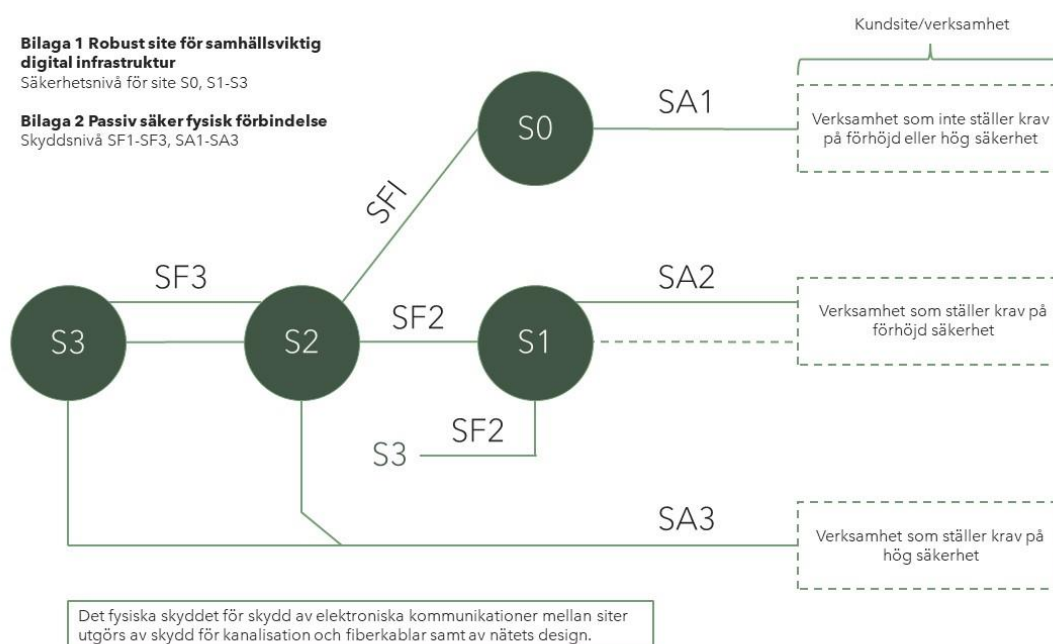 Bilaga 1 Robust site för samhällsviktig
digital infrastruktur
Säkerhetsnivå för site S0, S1-S3
Bilaga 2 Passiv säker fysisk förbindelse
Skyddsnivå SF1-SF3, SA1-SA3
Kundsite/verksamhet
S0
SA1
Verksamhet som inte ställer krav
på förhöjd eller hög säkerhet
SF1
S3
SF3
S2
SF2
S1
SA2
Verksamhet som ställer krav på
förhöjd säkerhet
S3
SF2
SA3
Verksamhet som ställer krav på
hög säkerhet
Det fysiska skyddet för skydd av elektroniska kommunikationer mellan siter
utgörs av skydd för kanalisation och fiberkablar samt av nätets design.